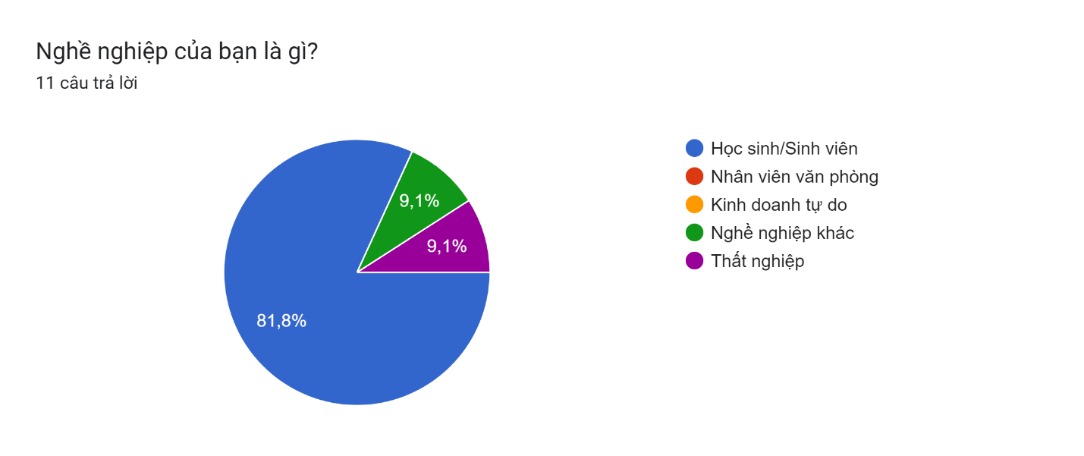 Nghề nghiệp của bạn là gì?
11 câu trả lời
9,1%
9,1%
81,8%
Học sinh/Sinh viên
Nhân viên văn phòng
Kinh doanh tự do
Nghề nghiệp khác
Thất nghiệp